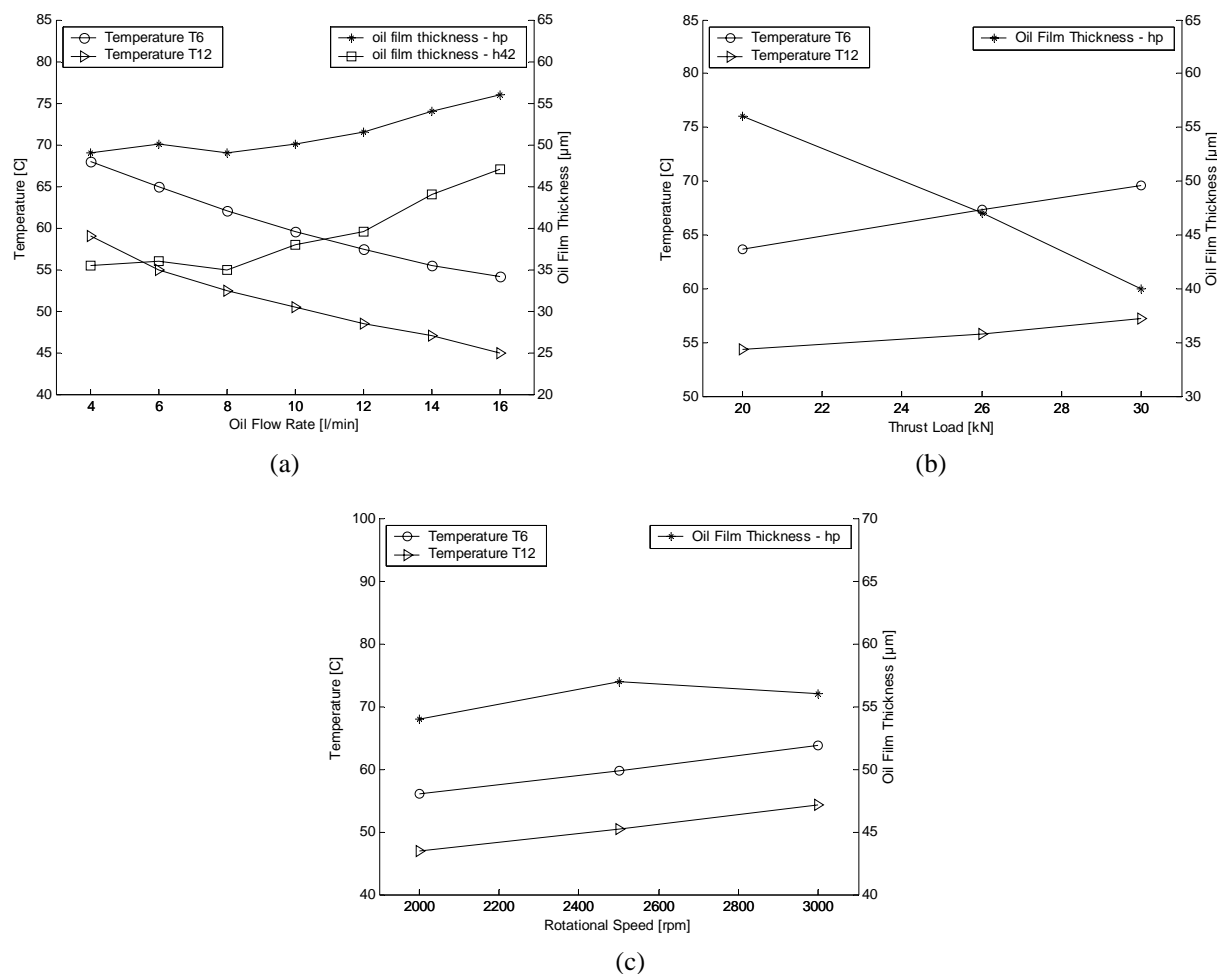 Temperature T6
Temperature T12
oil film thickness - hp
oil film thickness - h42
85
80
75
70
65
60
55
50
45
40
Temperature [C]
65
60
55
50
45
40
35
30
25
20
Oil Film Thickness [µm]
4 6 8 10 12 14 16
Oil Flow Rate [l/min]
(a)
Temperature T6
Temperature T12
Oil Film Thickness - hp
85
80
75
70
65
60
55
50
Temperature [C]
65
60
55
50
45
40
35
30
Oil Film Thickness [µm]
20 22 24 26 28 30
Thrust Load [kN]
(b)
Temperature T6
Temperature T12
Oil Film Thickness - hp
100
90
80
70
60
50
40
Temperature [C]
70
65
60
55
50
45
40
Oil Film Thickness [µm]
2000 2200 2400 2600 2800 3000
Rotational Speed [rpm]
(c)